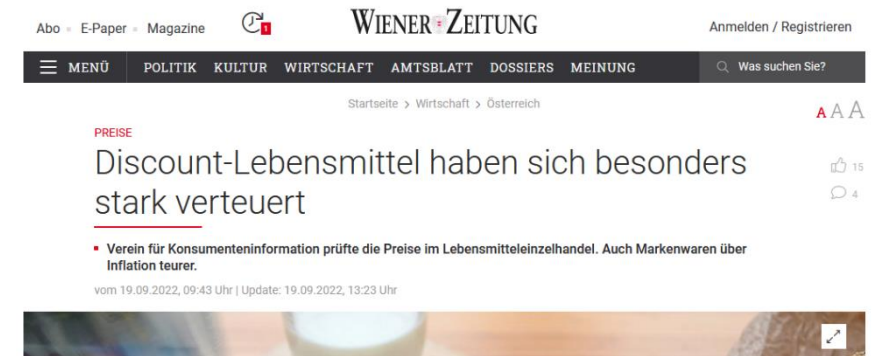 Abo E-Paper Magazine 1 WIENER ZEITUNG Anmelden / Registrieren
MENÜ POLITIK KULTUR WIRTSCHAFT AMTSBLATT DOSSIERS MEINUNG Was suchen Sie?
Startseite > Wirtschaft > Österreich
A A A
PREISE
Discount-Lebensmittel haben sich besonders
stark verteuert
15
4
Verein für Konsumenteninformation prüfte die Preise im Lebensmitteleinzelhandel. Auch Markenwaren über
Inflation teurer.
vom 19.09.2022, 09:43 Uhr | Update: 19.09.2022, 13:23 Uhr